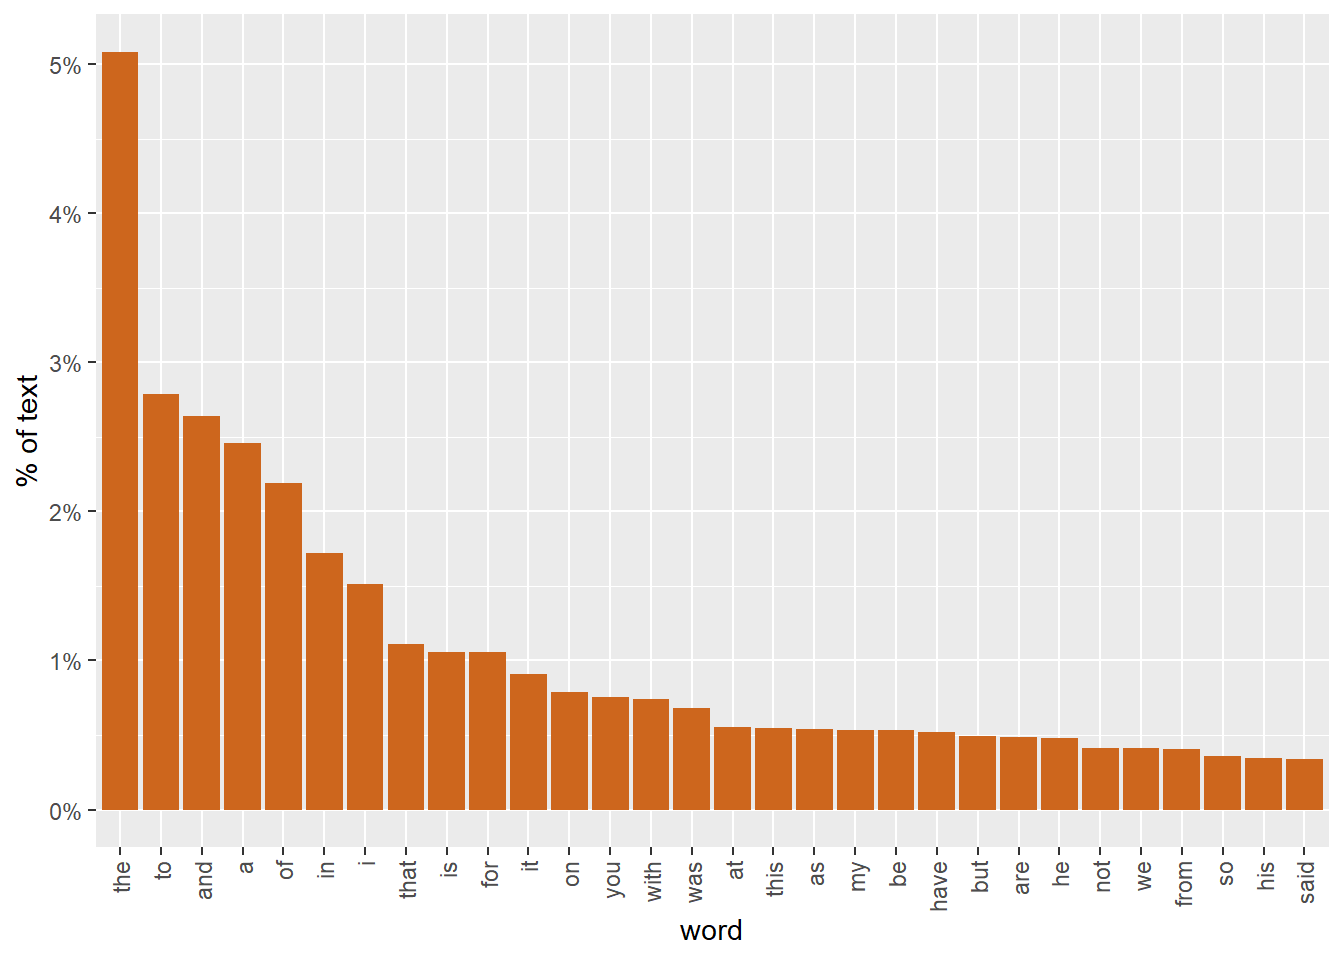 5%
4%
3%
2%
1%
0%
% of text
the to and a of in i that is for it on you with was at this as my be have but are he not we from so his said
word